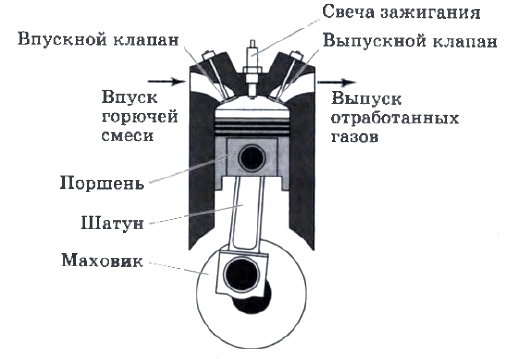 Свеча зажигания
Впускной клапан
Выпускной клапан
Впуск
горючей
смеси
Выпуск
отработанных
газов
Поршень
Шатун
Маховик